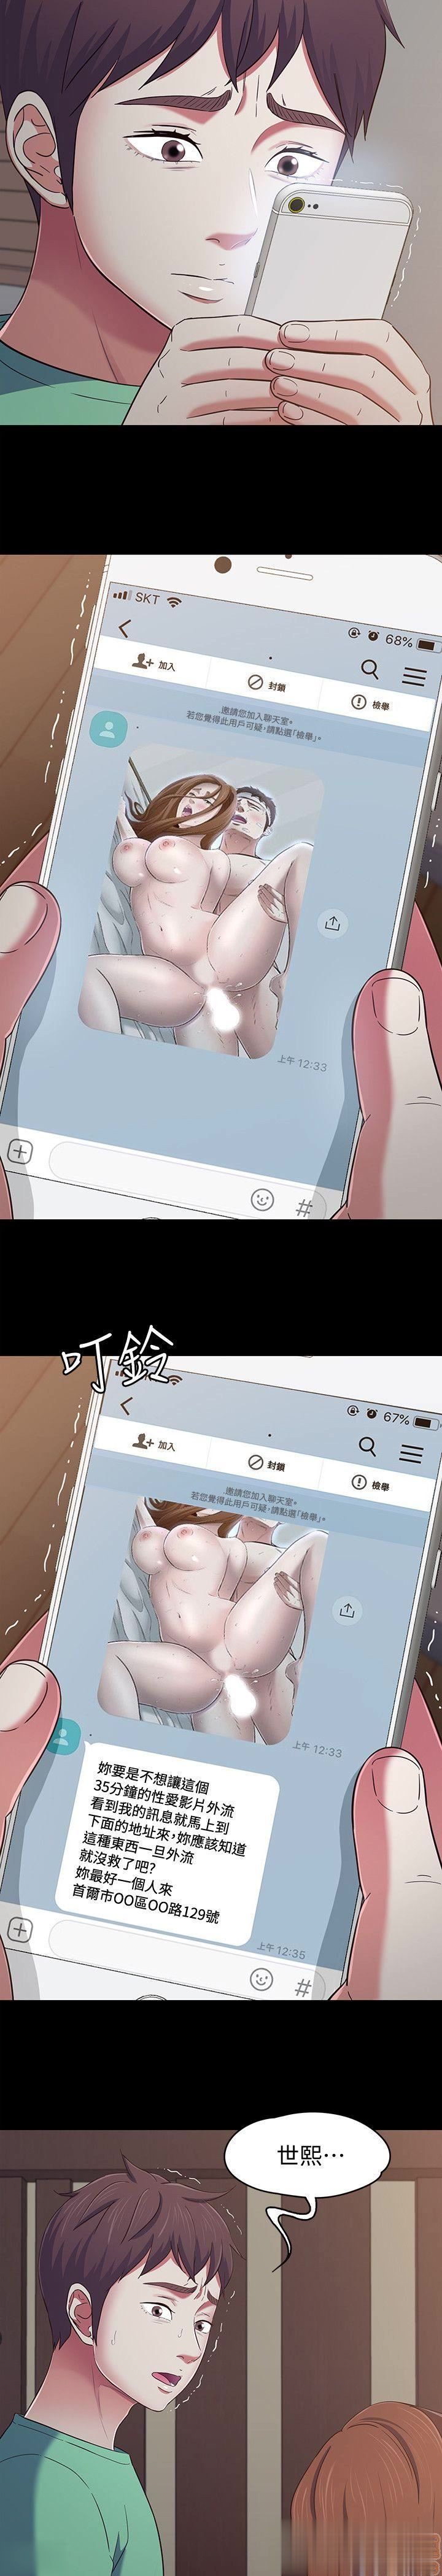 SKT
68%
加入
封鎖
檢舉
邀請您加入聊天室。
若您覺得此用戶可疑，請點選「檢舉」。
上午 12:33
#
叮鈴
67%
加入
封鎖
檢舉
邀請您加入聊天室。
若您覺得此用戶可疑，請點選「檢舉」。
上午 12:33
妳要是不想讓這個
35分鐘的性愛影片外流
看到我的訊息就馬上到
下面的地址來，妳應該知道
這種東西一旦外流
就沒救了吧?
妳最好一個人來
首爾市OO區OO路129號
上午 12:35
#
世熙…